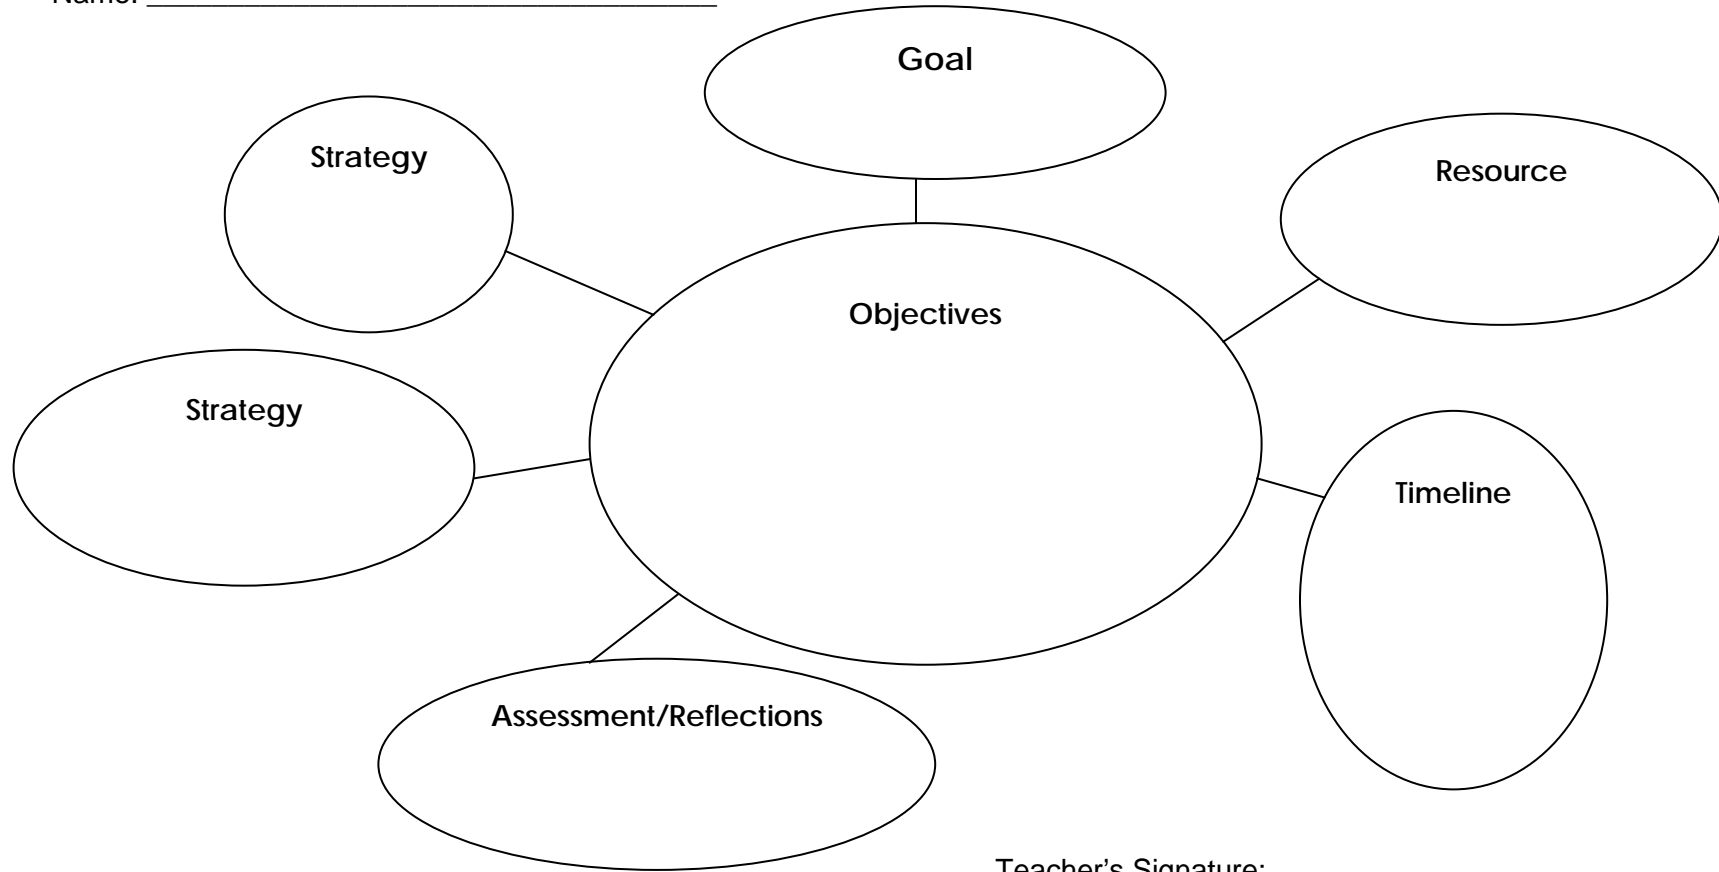 Name: ___________________________________
Goal
Strategy
Resource
Objectives
Strategy
Timeline
Assessment/Reflections
Teacher's Signature: